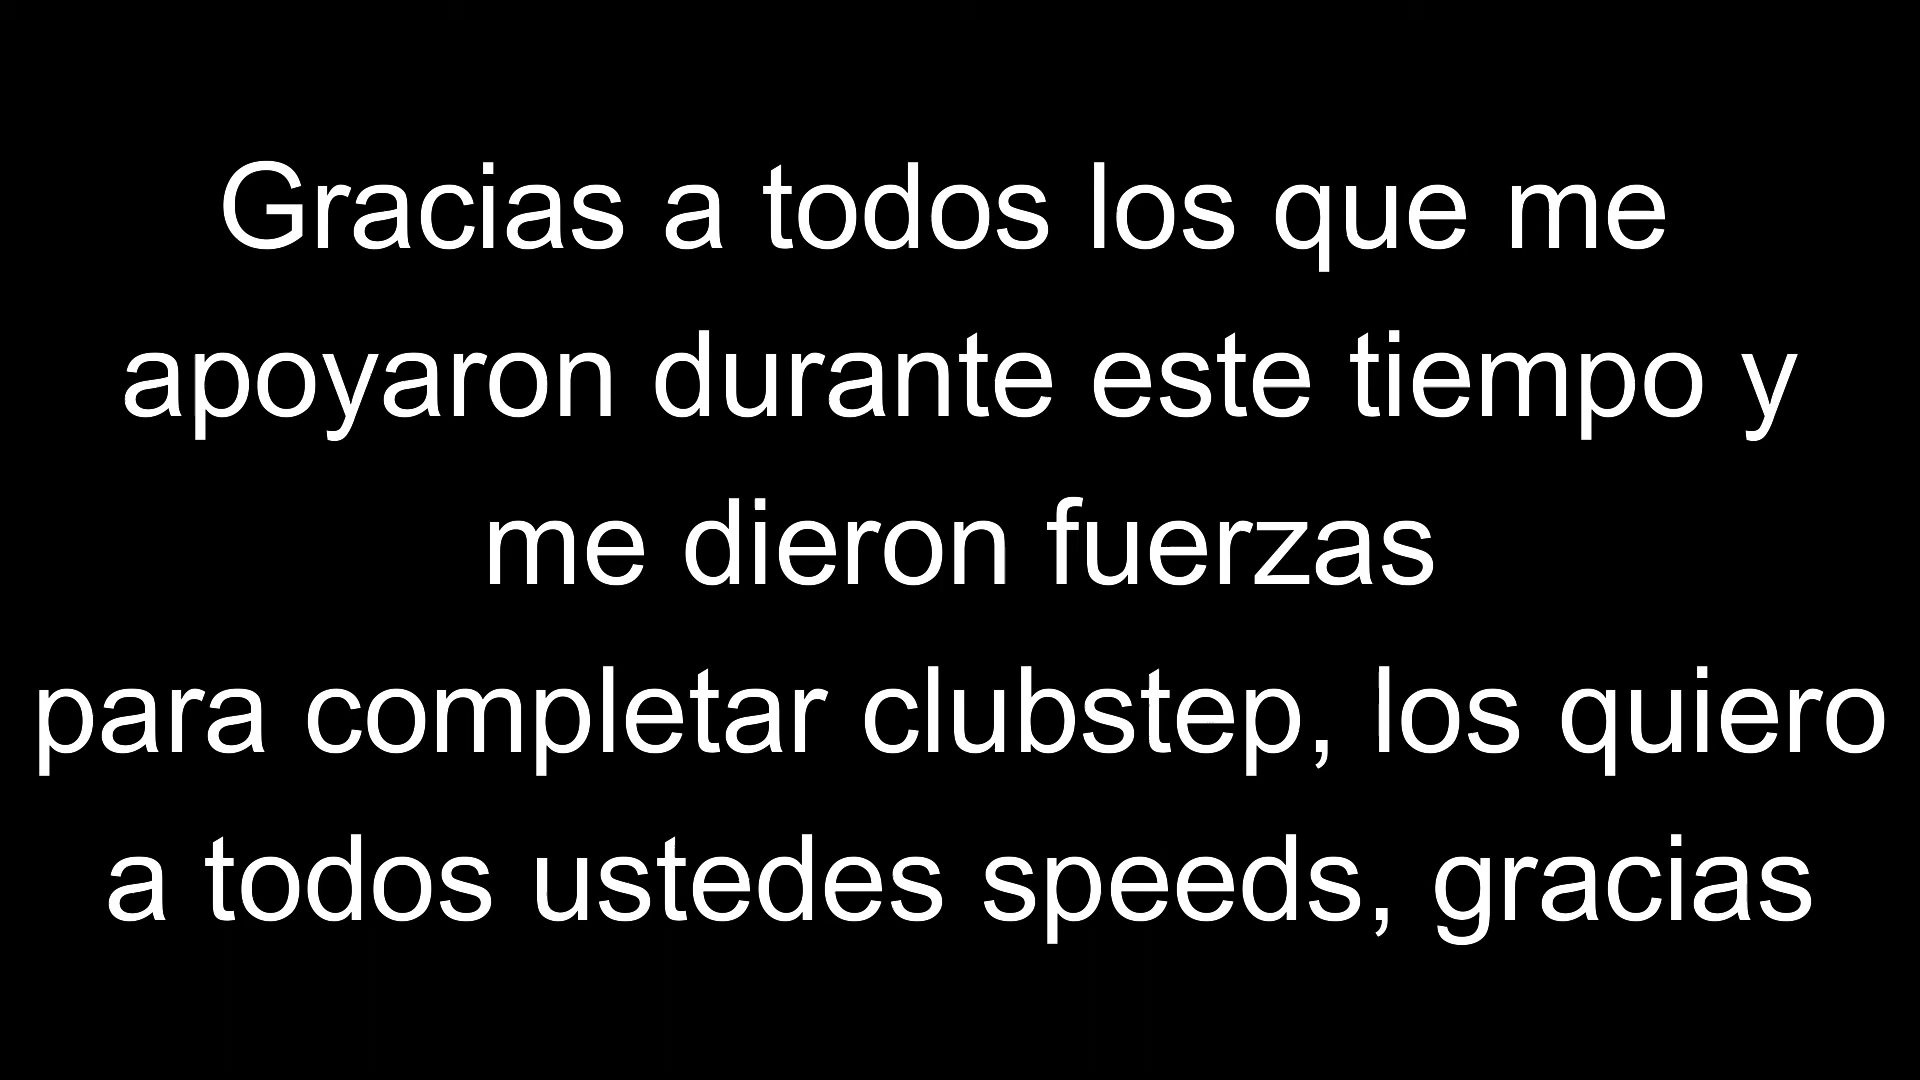 Gracias a todos los que me
apoyaron durante este tiempo y
me dieron fuerzas
para completar clubstep, los quiero
a todos ustedes speeds, gracias